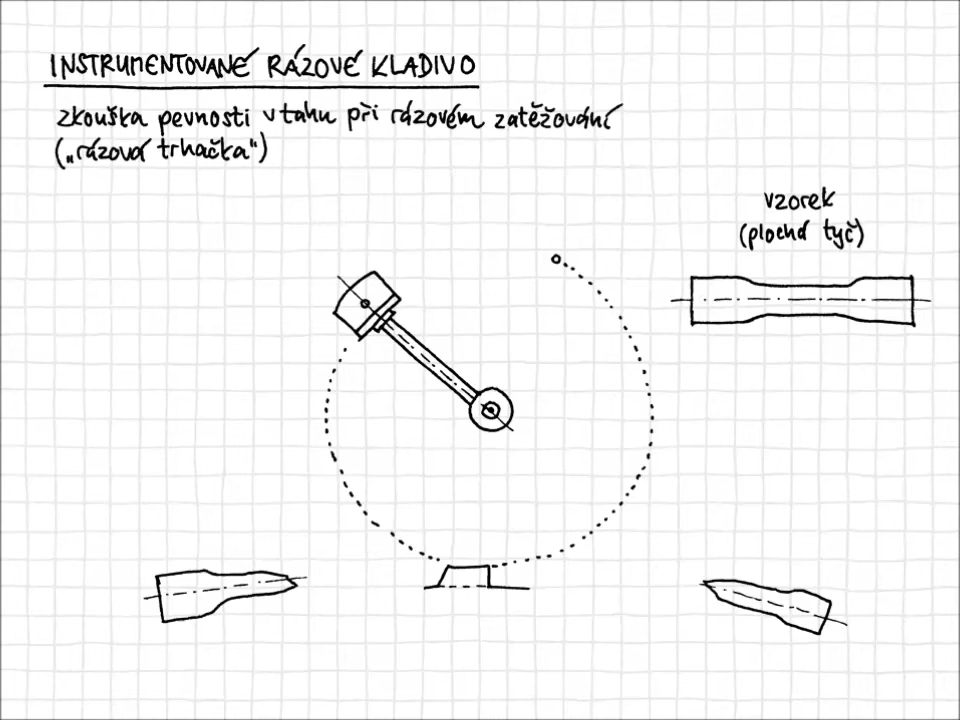 INSTRUMENTOVANÉ RÁZOVÉ KLADIVO
zkouška pevnosti v tahu při rázovém zatěžování
(„rázová trhačka")
vzorek
(plochá tyč)